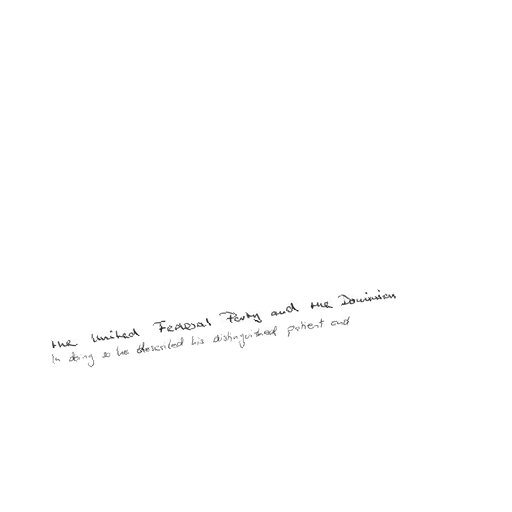 the United Federal Party and the Dominion
In doing so he described his distinguished patient and